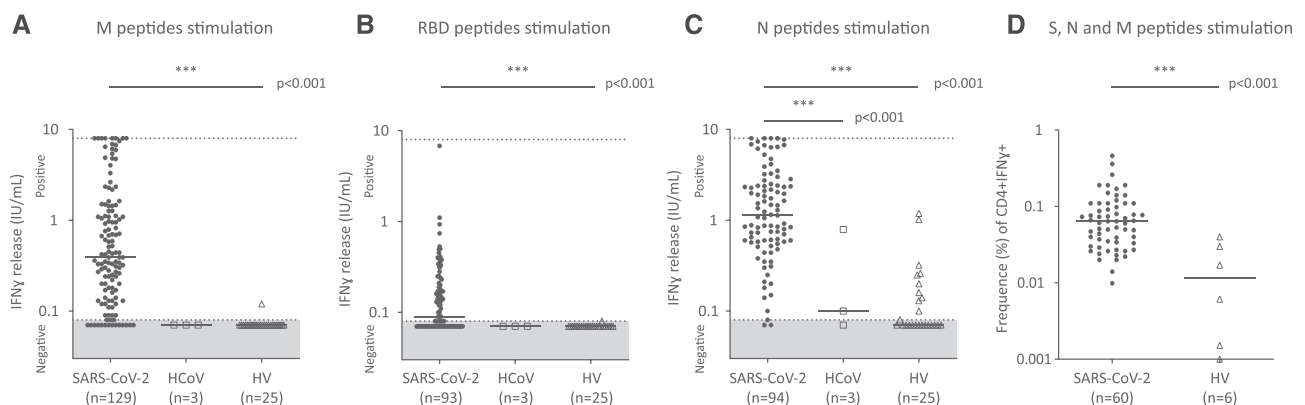 A
M peptides stimulation
***
p<0.001
10
1
0.1
Positive
Negative
IFNγ release (IU/mL)
SARS-CoV-2
(n=129)
HCoV
(n=3)
HV
(n=25)
B
RBD peptides stimulation
***
p<0.001
10
1
0.1
Positive
Negative
IFNγ release (IU/mL)
SARS-CoV-2
(n=93)
HCoV
(n=3)
HV
(n=25)
C
N peptides stimulation
***
p<0.001
***
p<0.001
10
1
0.1
Positive
Negative
IFNγ release (IU/mL)
SARS-CoV-2
(n=94)
HCoV
(n=3)
HV
(n=25)
D
S, N and M peptides stimulation
***
p<0.001
1
0.1
0.01
0.001
Frequence (%) of CD4+IFNγ+
SARS-CoV-2
(n=60)
HV
(n=6)